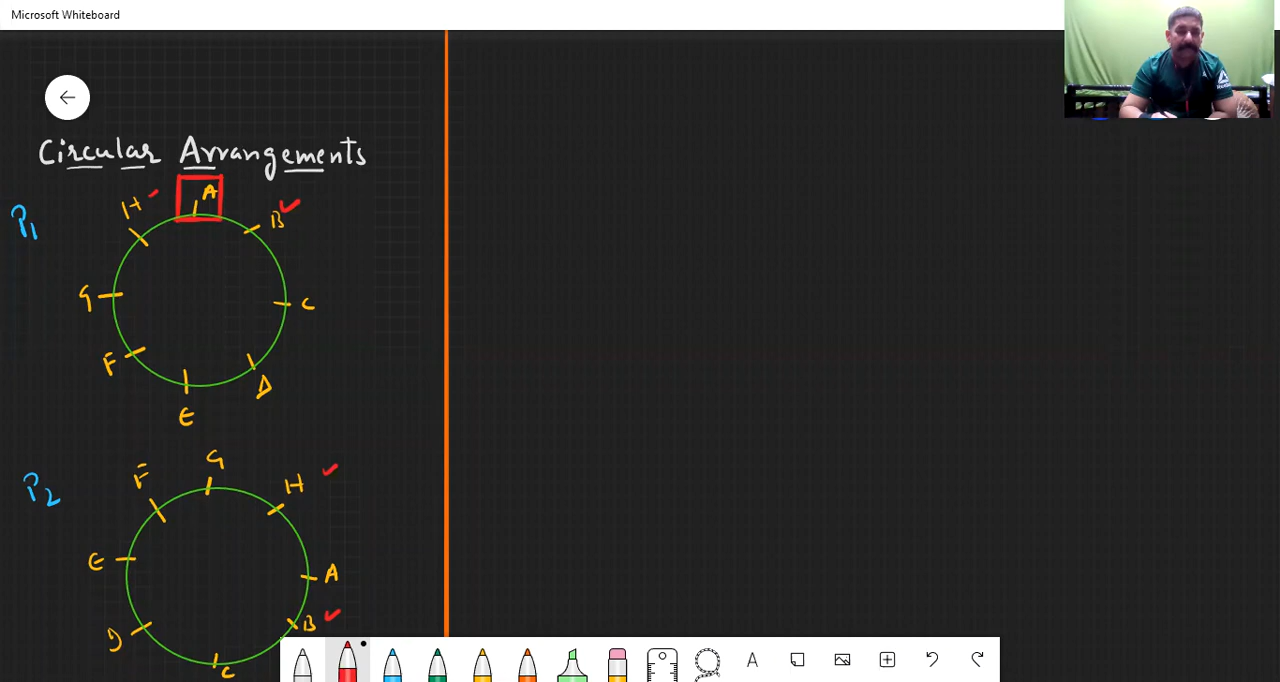 Microsoft Whiteboard
Circular Arrangements
P1
H A B
G C
F D
E
P2
F G H
E A
D B
C
A